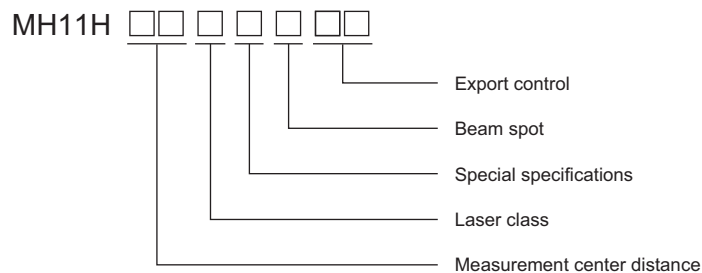 MH11H □□ □ □ □ □□
Export control
Beam spot
Special specifications
Laser class
Measurement center distance